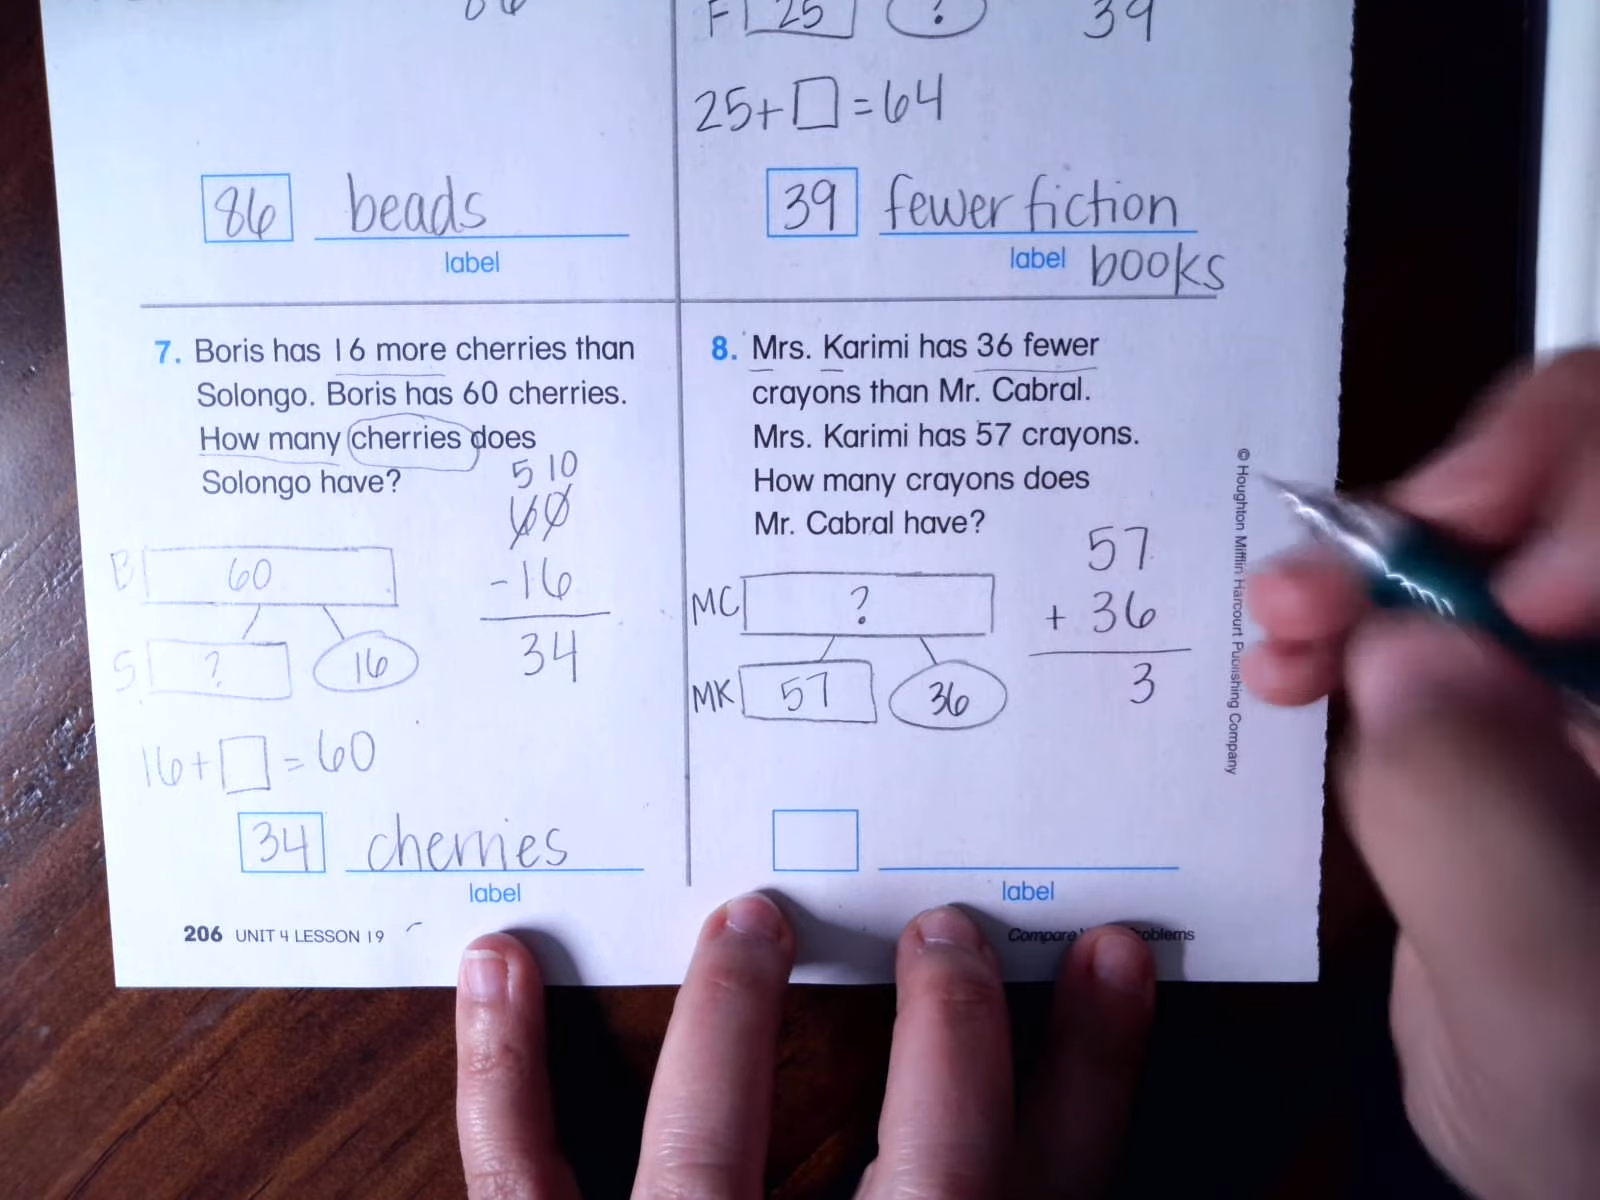 F 25 ? 39
25+□=64
86 beads
label
39 fewer fiction
label books
7. Boris has 16 more cherries than
Solongo. Boris has 60 cherries.
How many cherries does
Solongo have?
5 10
60
-16
34
B 60
S ? 16
16+□=60
34 cherries
label
8. Mrs. Karimi has 36 fewer
crayons than Mr. Cabral.
Mrs. Karimi has 57 crayons.
How many crayons does
Mr. Cabral have?
57
+ 36
3
MC ?
MK 57 36
label
© Houghton Mifflin Harcourt Publishing Company
206 UNIT 4 LESSON 19
Compare